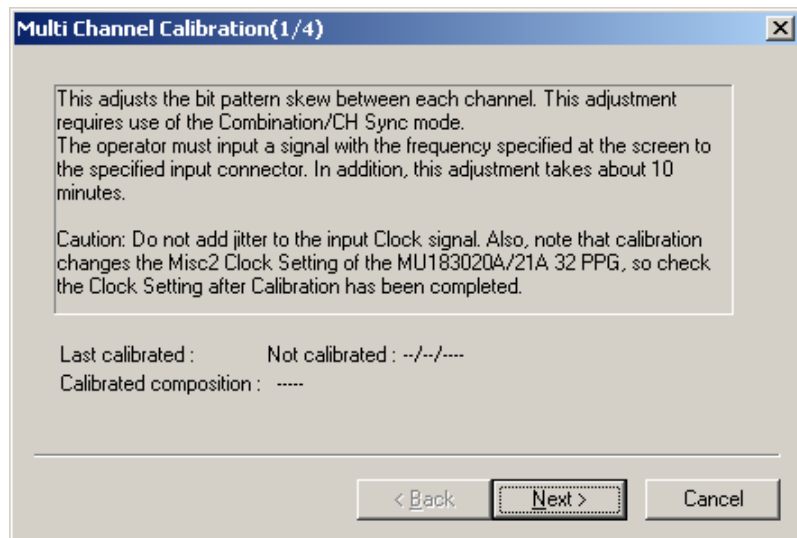 Multi Channel Calibration(1/4)
This adjusts the bit pattern skew between each channel. This adjustment
requires use of the Combination/CH Sync mode.
The operator must input a signal with the frequency specified at the screen to
the specified input connector. In addition, this adjustment takes about 10
minutes.
Caution: Do not add jitter to the input Clock signal. Also, note that calibration
changes the Misc2 Clock Setting of the MU183020A/21A 32 PPG, so check
the Clock Setting after Calibration has been completed.
Last calibrated : Not calibrated : --/--/----
Calibrated composition : -----
< Back Next > Cancel